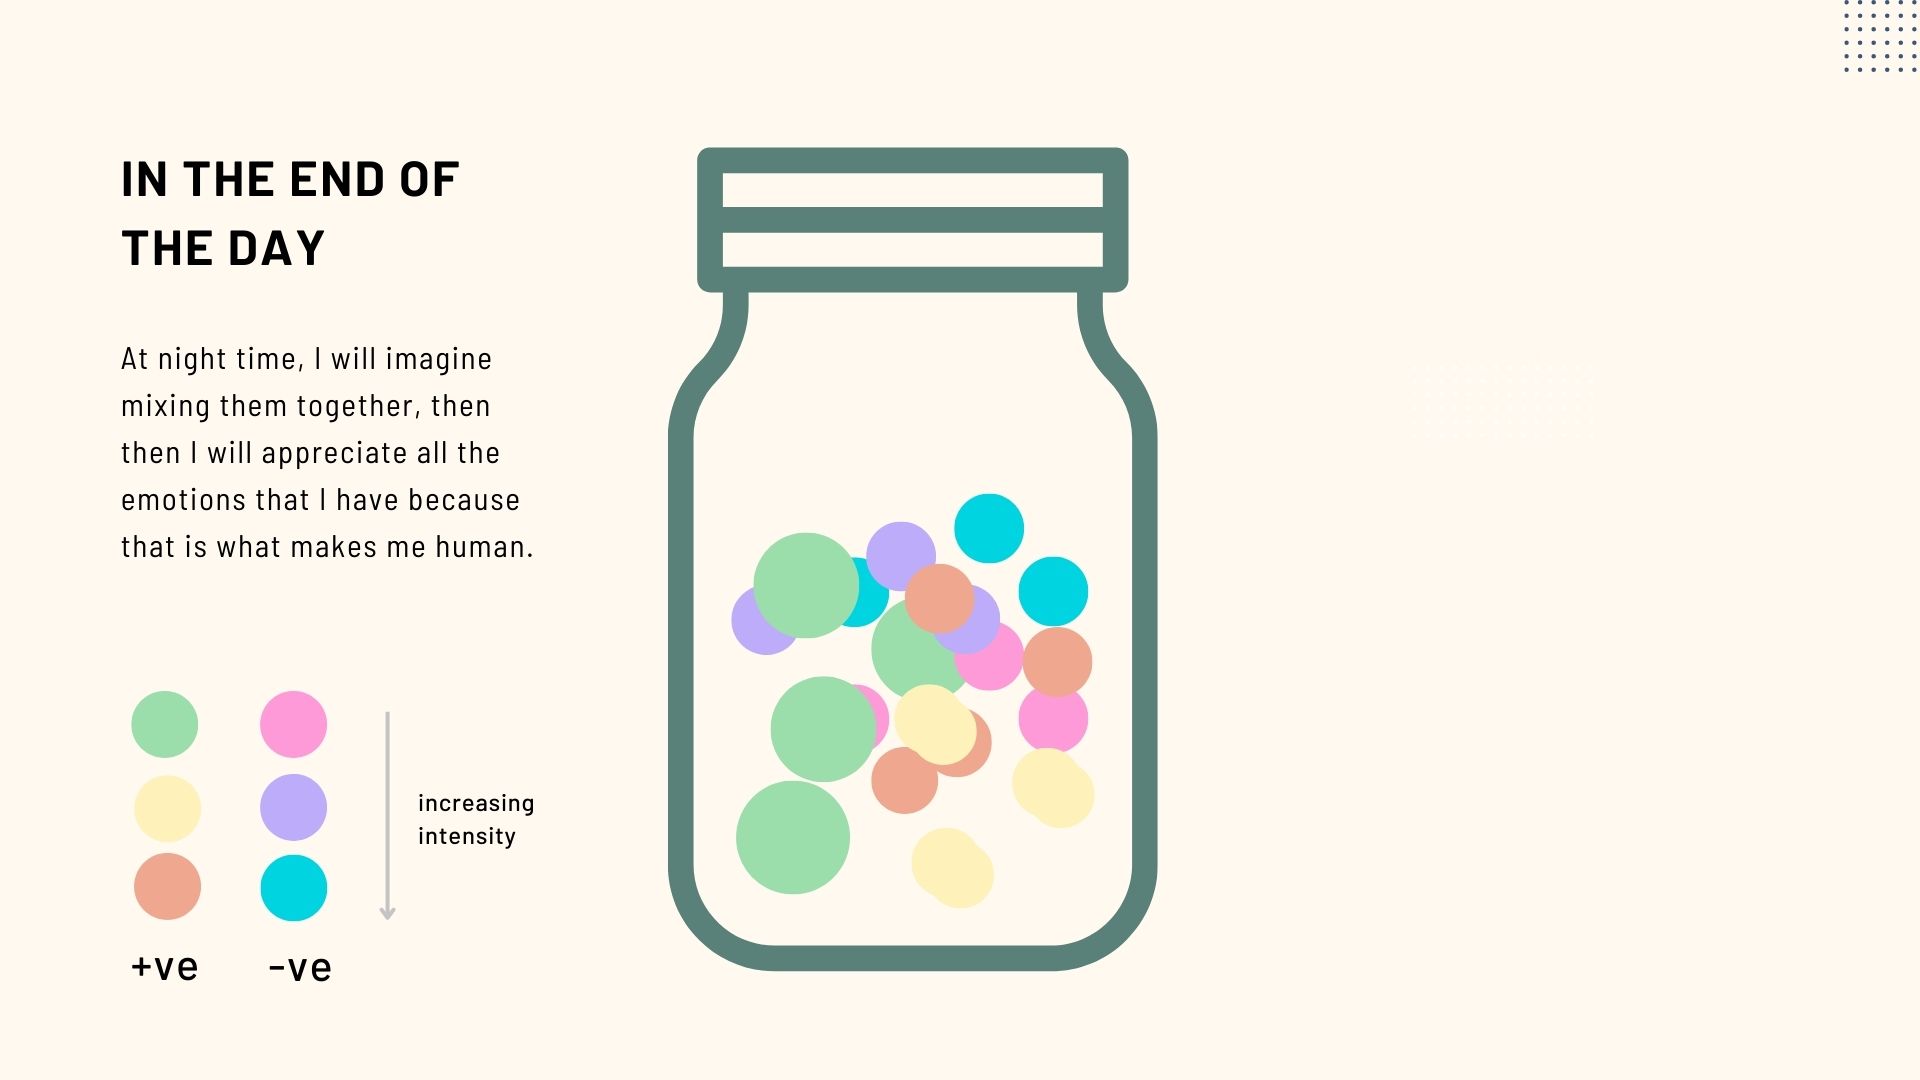 IN THE END OF
THE DAY
At night time, I will imagine
mixing them together, then
then I will appreciate all the
emotions that I have because
that is what makes me human.
increasing
intensity
+ve -ve